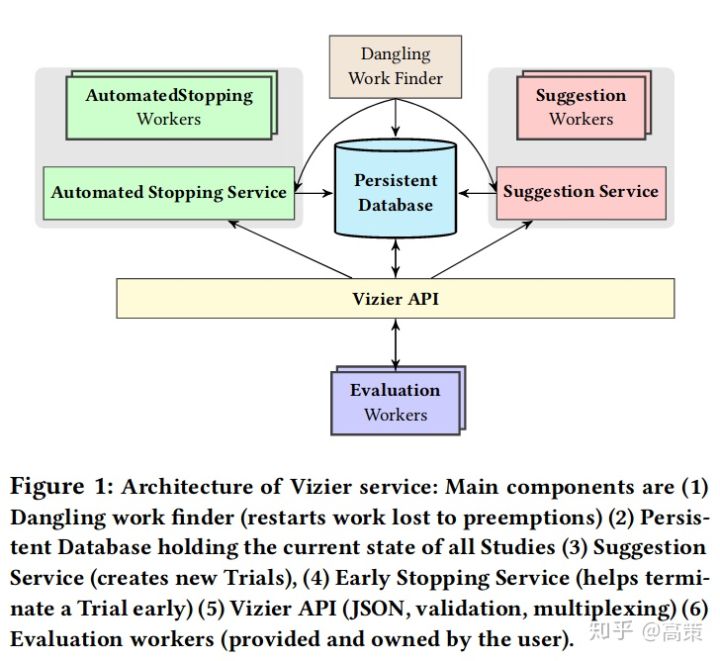 Dangling
Work Finder
AutomatedStopping
Workers
Suggestion
Workers
Automated Stopping Service
Persistent
Database
Suggestion Service
Vizier API
Evaluation
Workers
Figure 1: Architecture of Vizier service: Main components are (1)
Dangling work finder (restarts work lost to preemptions) (2) Persis-
tent Database holding the current state of all Studies (3) Suggestion
Service (creates new Trials), (4) Early Stopping Service (helps termi-
nate a Trial early) (5) Vizier API (JSON, validation, multiplexing) (6)
Evaluation workers (provided and owned by the user).
知乎 @高策